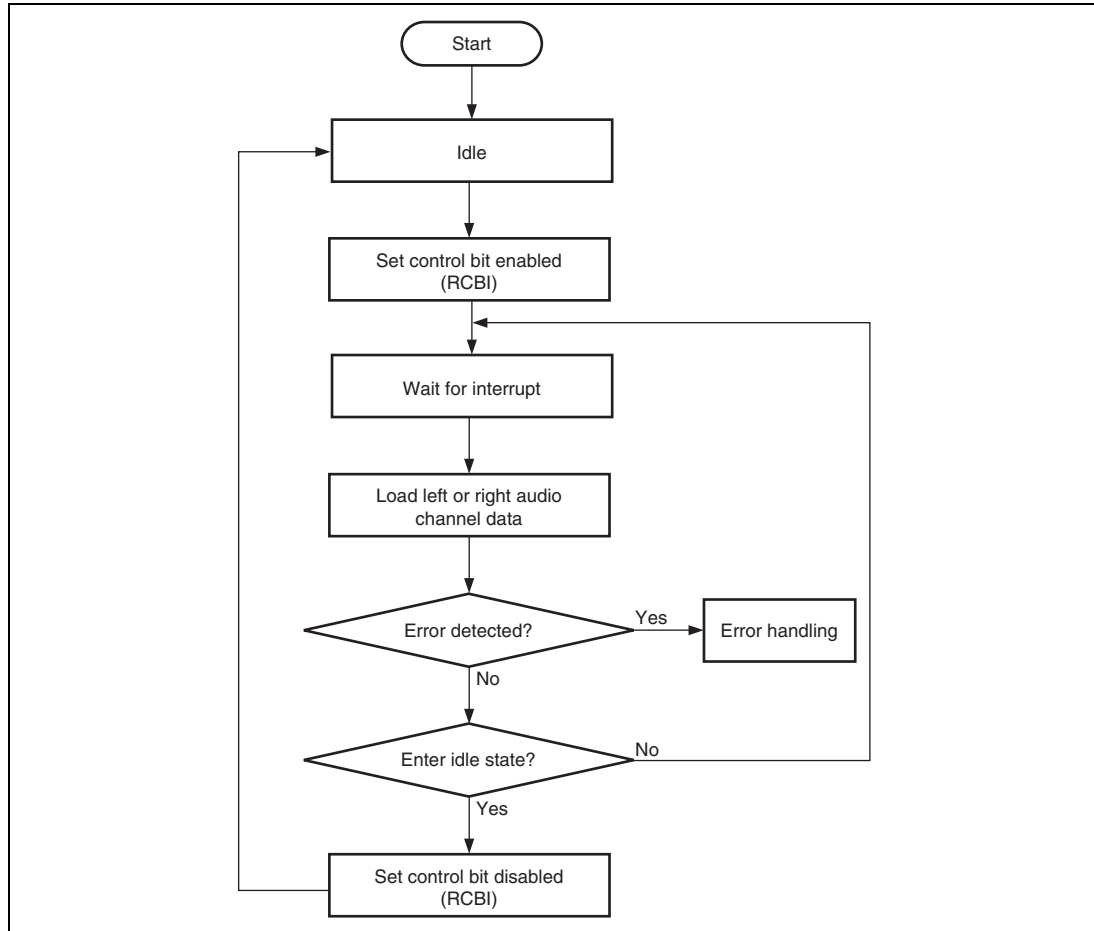 Start
Idle
Set control bit enabled
(RCBI)
Wait for interrupt
Load left or right audio
channel data
Error detected?
Yes
Error handling
No
Enter idle state?
No
Yes
Set control bit disabled
(RCBI)